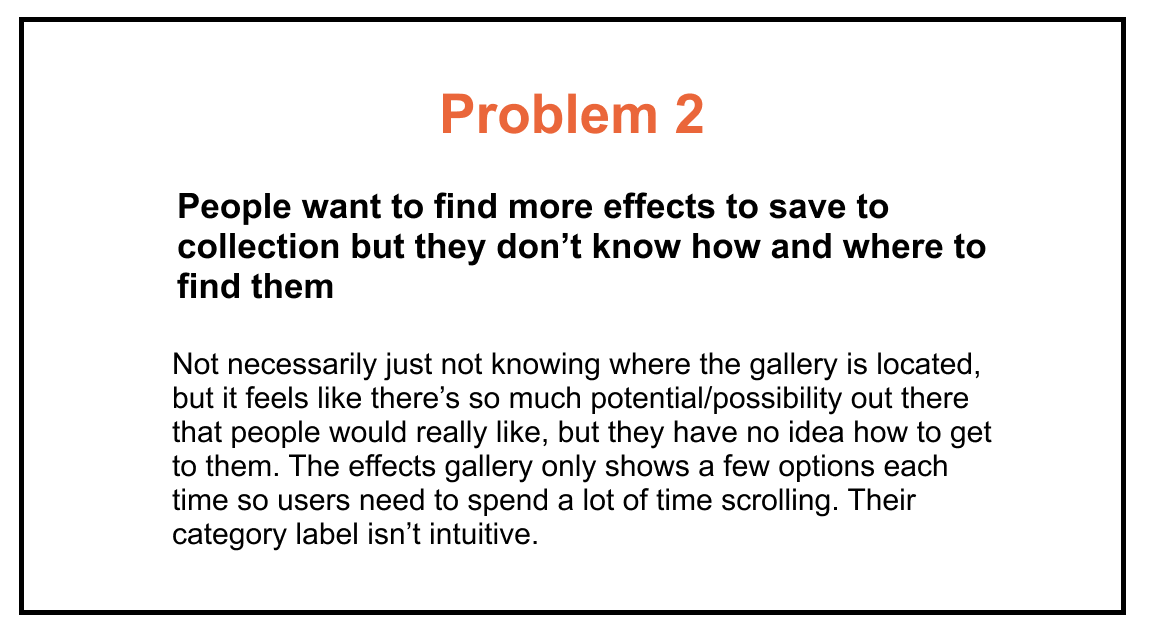 Problem 2
People want to find more effects to save to
collection but they don’t know how and where to
find them
Not necessarily just not knowing where the gallery is located,
but it feels like there’s so much potential/possibility out there
that people would really like, but they have no idea how to get
to them. The effects gallery only shows a few options each
time so users need to spend a lot of time scrolling. Their
category label isn’t intuitive.